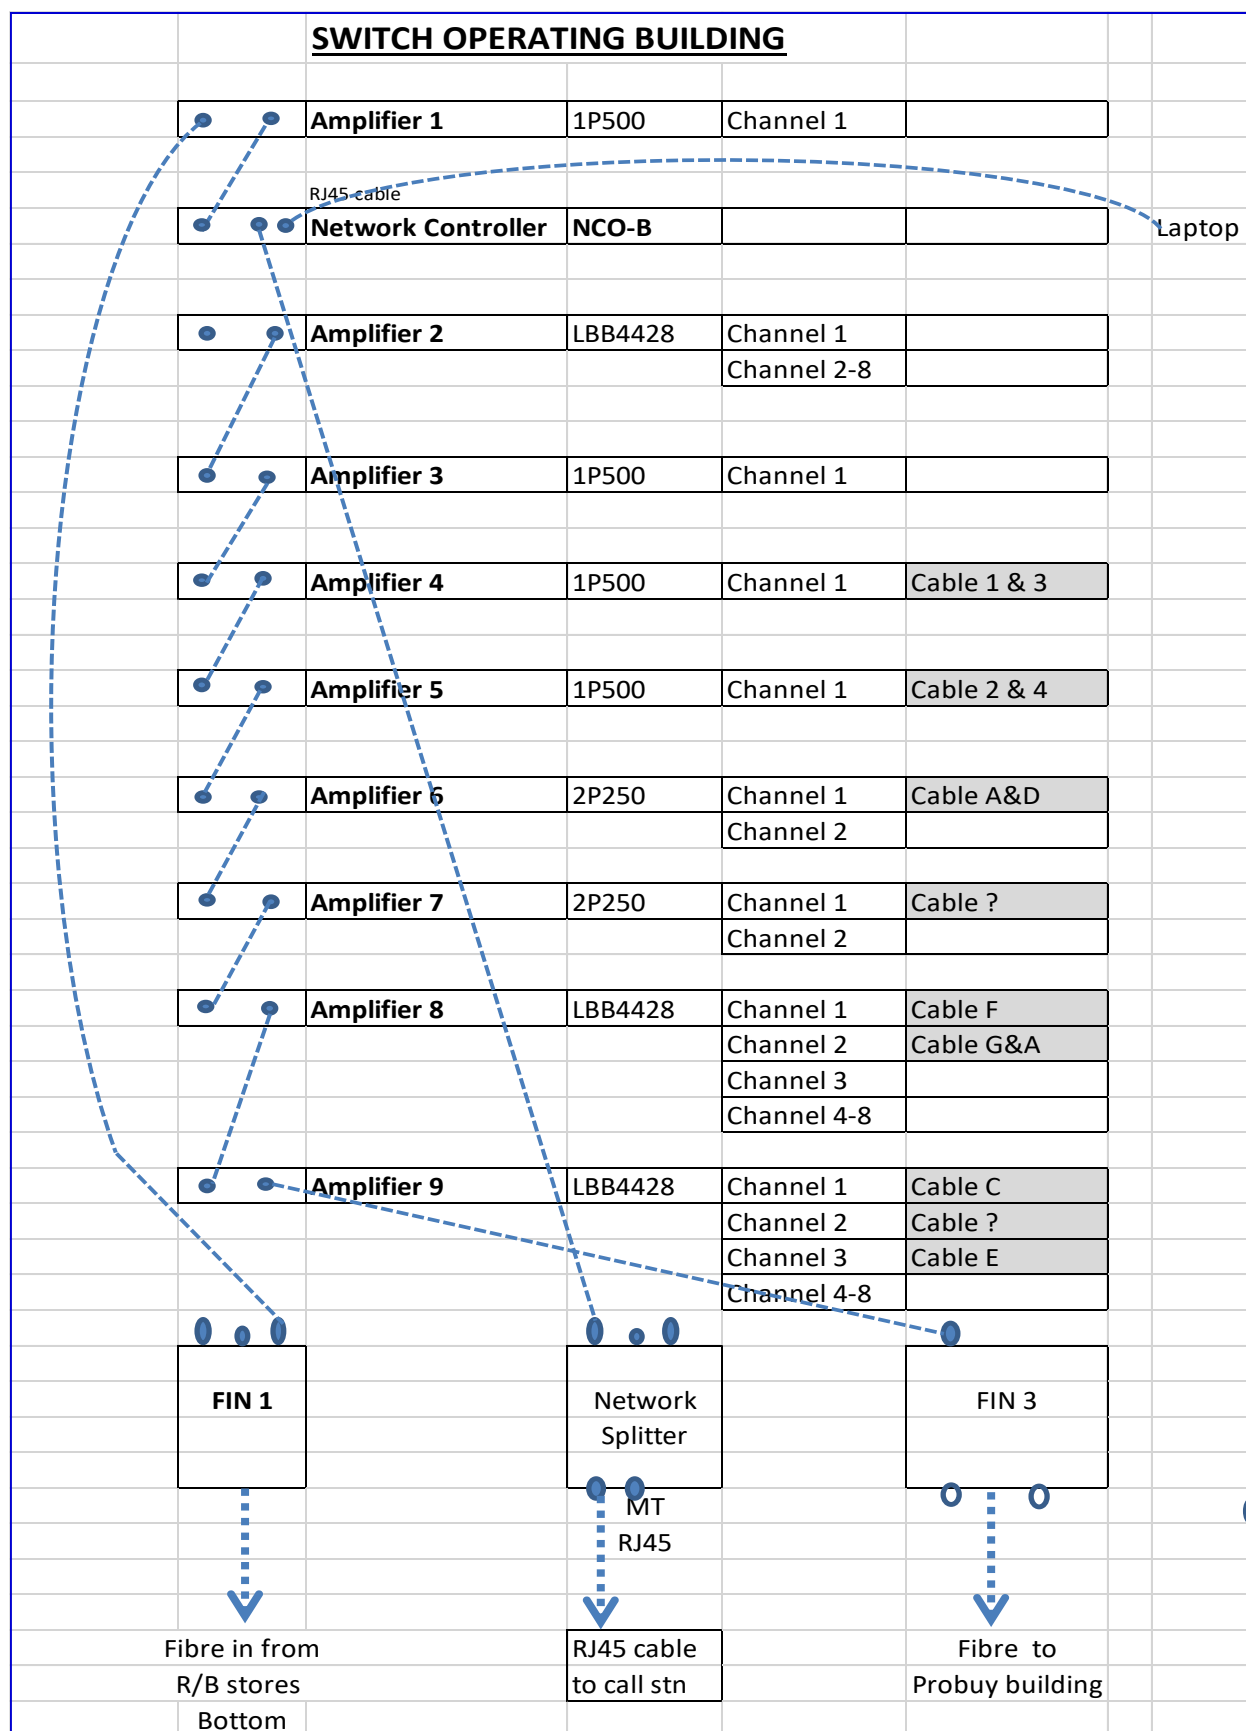 SWITCH OPERATING BUILDING
Amplifier 1 1P500 Channel 1
RJ45 cable
Network Controller NCO-B Laptop
Amplifier 2 LBB4428 Channel 1
Channel 2-8
Amplifier 3 1P500 Channel 1
Amplifier 4 1P500 Channel 1 Cable 1 & 3
Amplifier 5 1P500 Channel 1 Cable 2 & 4
Amplifier 6 2P250 Channel 1 Cable A&D
Channel 2
Amplifier 7 2P250 Channel 1 Cable ?
Channel 2
Amplifier 8 LBB4428 Channel 1 Cable F
Channel 2 Cable G&A
Channel 3
Channel 4-8
Amplifier 9 LBB4428 Channel 1 Cable C
Channel 2 Cable ?
Channel 3 Cable E
Channel 4-8
FIN 1 Network FIN 3
Splitter
MT
RJ45
Fibre in from RJ45 cable Fibre to
R/B stores to call stn Probuy building
Bottom